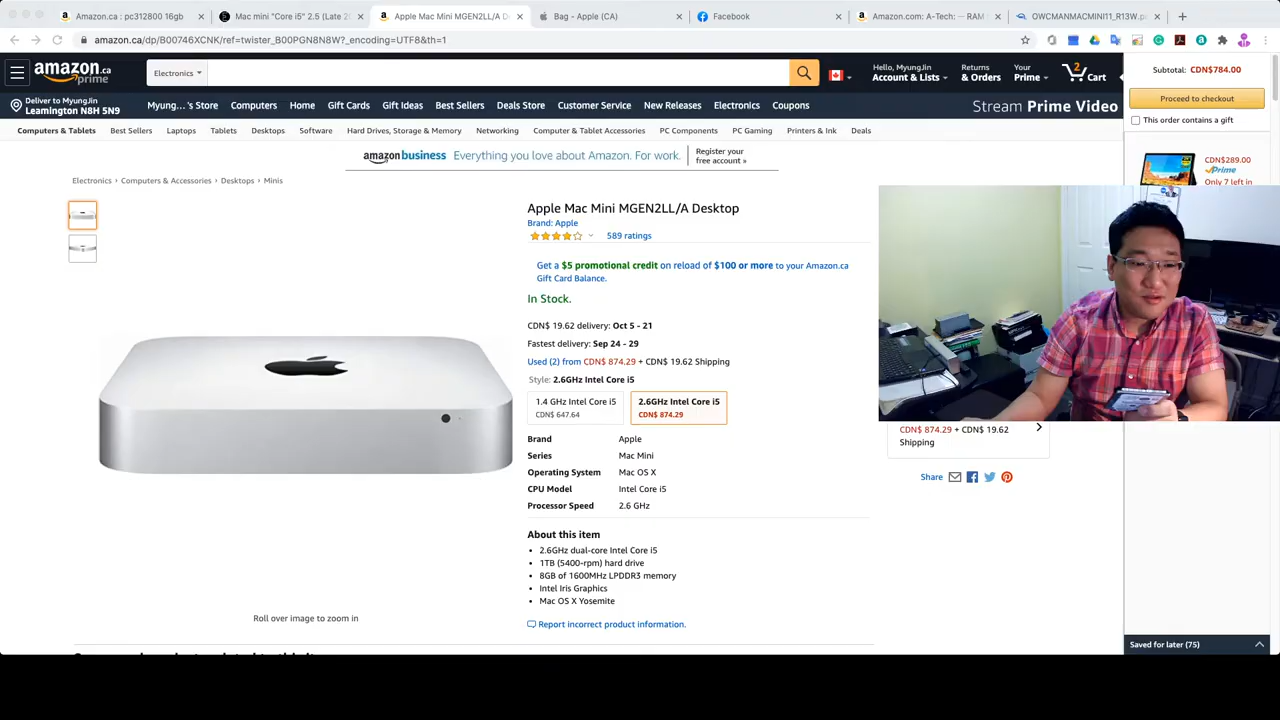 Amazon.ca : pc312800 16gb
Mac mini "Core i5" 2.5 (Late 2
Apple Mac Mini MGEN2LL/A D
Bag - Apple (CA)
Facebook
Amazon.com: A-Tech: — RAM
OWCMANMACMINI11_R13W.p
amazon.ca/dp/B00746XCNK/ref=twister_B00PGN8N8W?_encoding=UTF8&th=1
amazon.ca
prime
Electronics
Hello, MyungJin
Account & Lists
Returns
& Orders
Your
Prime
2
Cart
Subtotal: CDN$784.00
Proceed to checkout
This order contains a gift
CDN$289.00
Prime
Only 7 left in
Deliver to MyungJin
Leamington N8H 5N9
Myung...'s Store
Computers
Home
Gift Cards
Gift Ideas
Best Sellers
Deals Store
Customer Service
New Releases
Electronics
Coupons
Stream Prime Video
Computers & Tablets
Best Sellers
Laptops
Tablets
Desktops
Software
Hard Drives, Storage & Memory
Networking
Computer & Tablet Accessories
PC Components
PC Gaming
Printers & Ink
Deals
amazon business Everything you love about Amazon. For work.
Register your
free account »
Electronics › Computers & Accessories › Desktops › Minis
Apple Mac Mini MGEN2LL/A Desktop
Brand: Apple
589 ratings
Get a $5 promotional credit on reload of $100 or more to your Amazon.ca
Gift Card Balance.
In Stock.
CDN$ 19.62 delivery: Oct 5 - 21
Fastest delivery: Sep 24 - 29
Used (2) from CDN$ 874.29 + CDN$ 19.62 Shipping
Style: 2.6GHz Intel Core i5
1.4 GHz Intel Core i5
CDN$ 647.64
2.6GHz Intel Core i5
CDN$ 874.29
Brand Apple
Series Mac Mini
Operating System Mac OS X
CPU Model Intel Core i5
Processor Speed 2.6 GHz
About this item
• 2.6GHz dual-core Intel Core i5
• 1TB (5400-rpm) hard drive
• 8GB of 1600MHz LPDDR3 memory
• Intel Iris Graphics
• Mac OS X Yosemite
Report incorrect product information.
Roll over image to zoom in
CDN$ 874.29 + CDN$ 19.62
Shipping
Share
Saved for later (75)